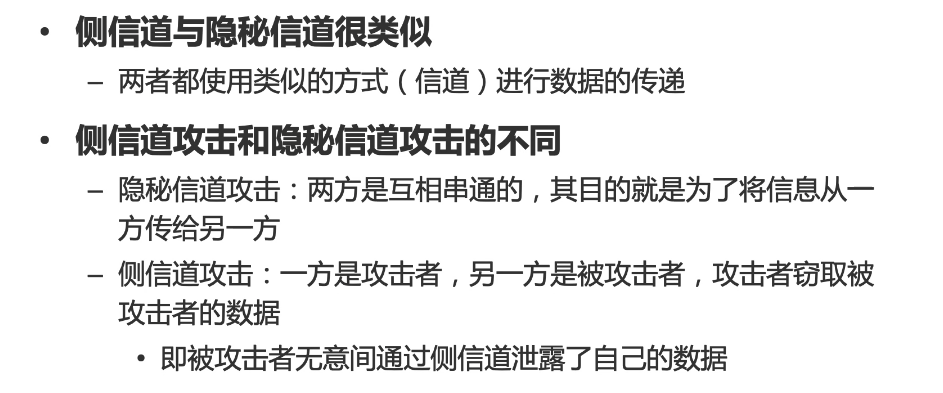 • 侧信道与隐秘信道很类似
– 两者都使用类似的方式（信道）进行数据的传递
• 侧信道攻击和隐秘信道攻击的不同
– 隐秘信道攻击：两方是互相串通的，其目的就是为了将信息从一
方传给另一方
– 侧信道攻击：一方是攻击者，另一方是被攻击者，攻击者窃取被
攻击者的数据
• 即被攻击者无意间通过侧信道泄露了自己的数据